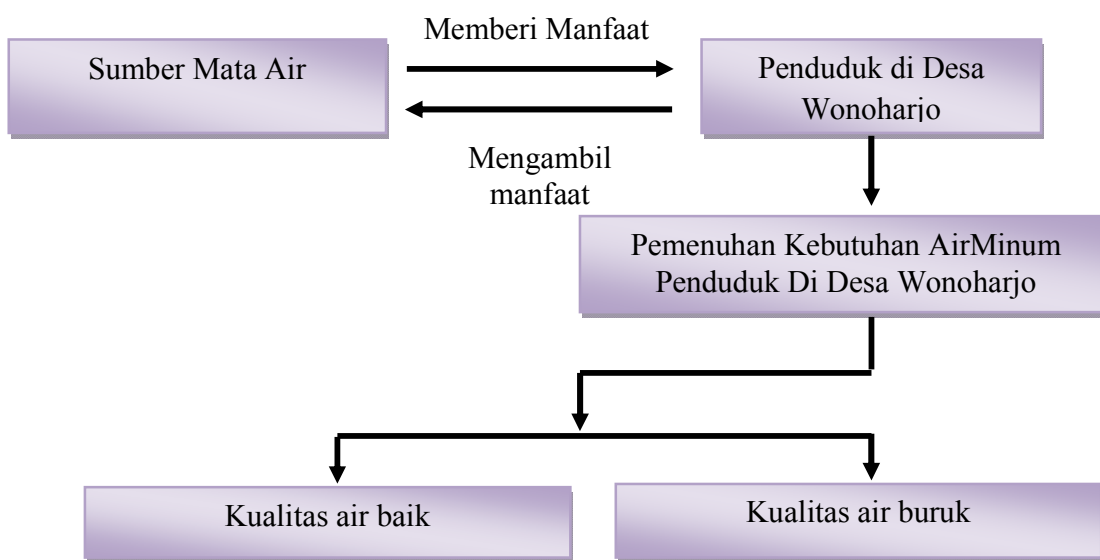 Memberi Manfaat
Sumber Mata Air
Penduduk di Desa
Wonoharjo
Mengambil
manfaat
Pemenuhan Kebutuhan AirMinum
Penduduk Di Desa Wonoharjo
Kualitas air baik
Kualitas air buruk